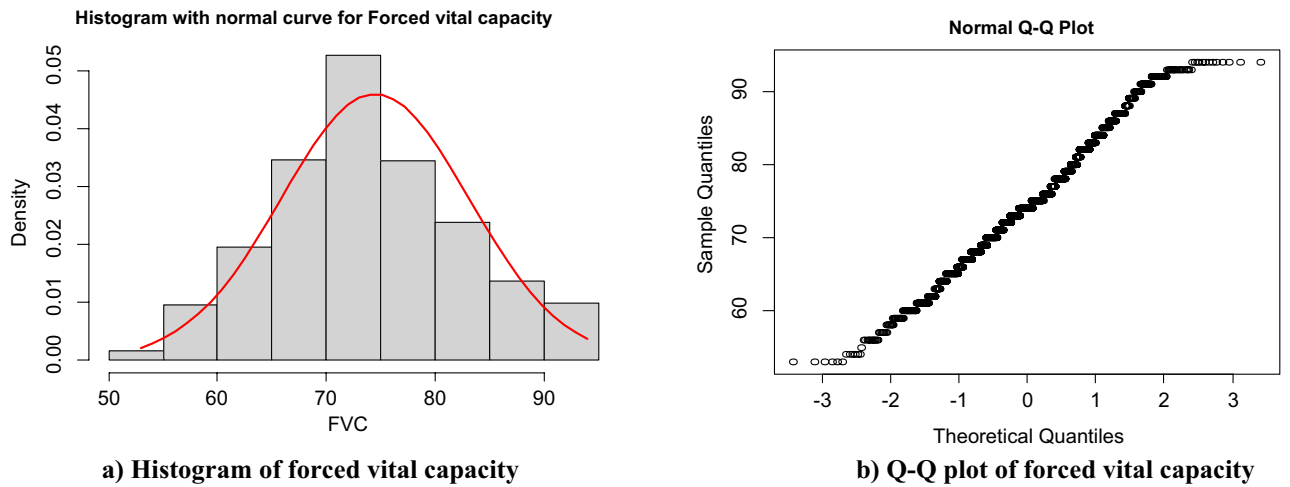 Histogram with normal curve for Forced vital capacity
Density
0.00 0.01 0.02 0.03 0.04 0.05
50 60 70 80 90
FVC
a) Histogram of forced vital capacity
Normal Q-Q Plot
Sample Quantiles
60 70 80 90
-3 -2 -1 0 1 2 3
Theoretical Quantiles
b) Q-Q plot of forced vital capacity